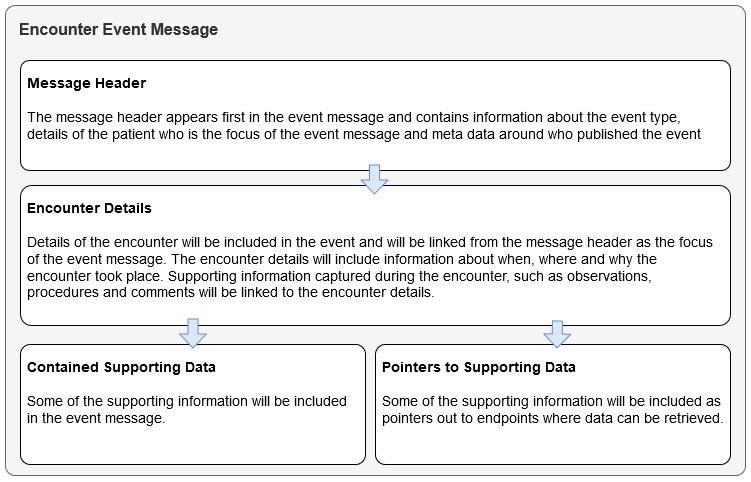 Encounter Event Message
Message Header
The message header appears first in the event message and contains information about the event type,
details of the patient who is the focus of the event message and meta data around who published the event
Encounter Details
Details of the encounter will be included in the event and will be linked from the message header as the focus
of the event message. The encounter details will include information about when, where and why the
encounter took place. Supporting information captured during the encounter, such as observations,
procedures and comments will be linked to the encounter details.
Contained Supporting Data
Some of the supporting information will be included
in the event message.
Pointers to Supporting Data
Some of the supporting information will be included as
pointers out to endpoints where data can be retrieved.